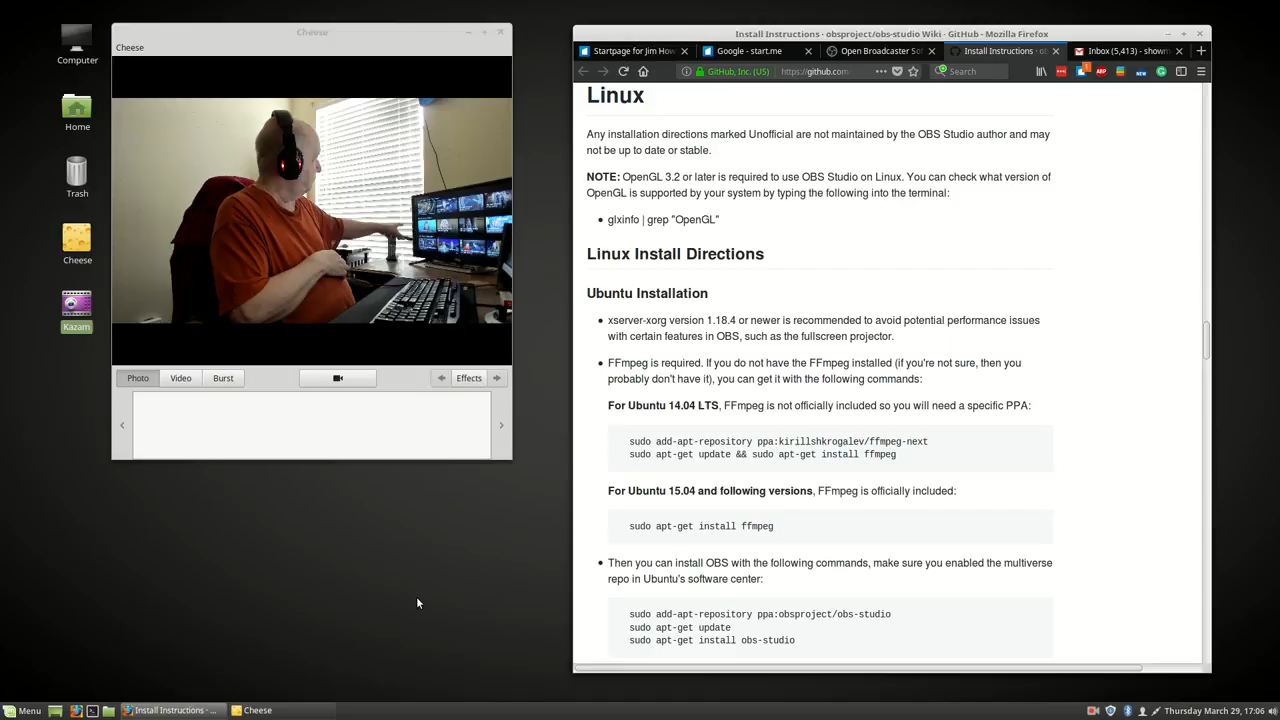 Computer
Home
Trash
Cheese
Kazam
Cheese
Cheese
Photo
Video
Burst
Effects
Install Instructions · obsproject/obs-studio Wiki · GitHub - Mozilla Firefox
Startpage for Jim How
Google - start.me
Open Broadcaster So
Install Instructions · ob
Inbox (5,413) - showm
GitHub, Inc. (US)
https://github.com
Search
Linux
Any installation directions marked Unofficial are not maintained by the OBS Studio author and may
not be up to date or stable.
NOTE: OpenGL 3.2 or later is required to use OBS Studio on Linux. You can check what version of
OpenGL is supported by your system by typing the following into the terminal:
• glxinfo | grep "OpenGL"
Linux Install Directions
Ubuntu Installation
• xserver-xorg version 1.18.4 or newer is recommended to avoid potential performance issues
with certain features in OBS, such as the fullscreen projector.
• FFmpeg is required. If you do not have the FFmpeg installed (if you're not sure, then you
probably don't have it), you can get it with the following commands:
For Ubuntu 14.04 LTS, FFmpeg is not officially included so you will need a specific PPA:
sudo add-apt-repository ppa:kirillshkrogalev/ffmpeg-next
sudo apt-get update && sudo apt-get install ffmpeg
For Ubuntu 15.04 and following versions, FFmpeg is officially included:
sudo apt-get install ffmpeg
• Then you can install OBS with the following commands, make sure you enabled the multiverse
repo in Ubuntu's software center:
sudo add-apt-repository ppa:obsproject/obs-studio
sudo apt-get update
sudo apt-get install obs-studio
Menu
Install Instructions - ...
Cheese
Thursday March 29, 17:06